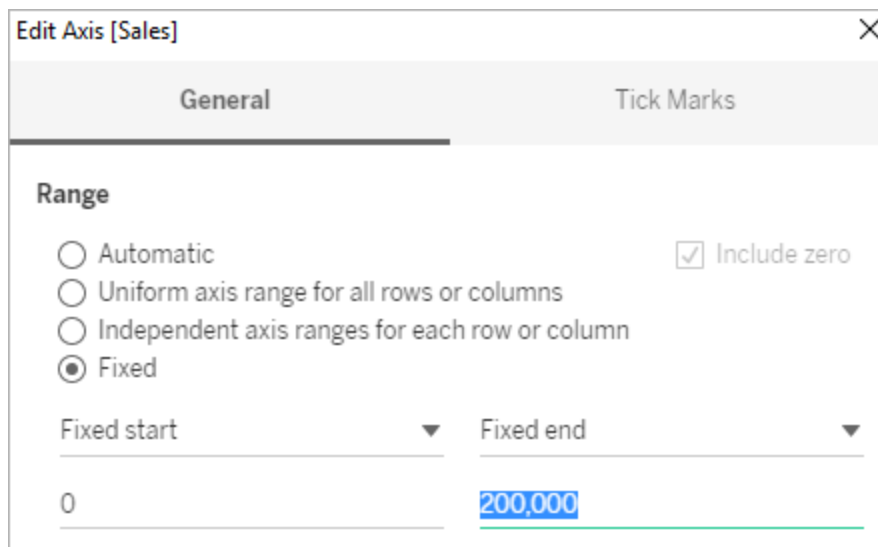 Edit Axis [Sales]
General Tick Marks
Range
Automatic Include zero
Uniform axis range for all rows or columns
Independent axis ranges for each row or column
Fixed
Fixed start Fixed end
0 200,000